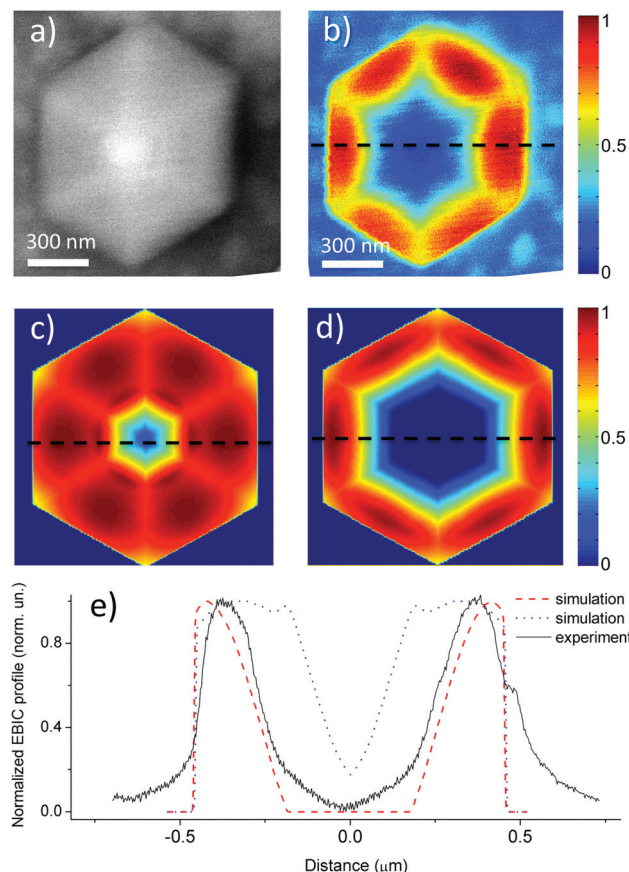 a)
300 nm
b)
300 nm
1
0.5
0
c)
d)
1
0.5
0
e)
Normalized EBIC profile (norm. un.)
0.8
0.4
0.0
simulation
simulation
experiment
-0.5
0.0
0.5
Distance (μm)